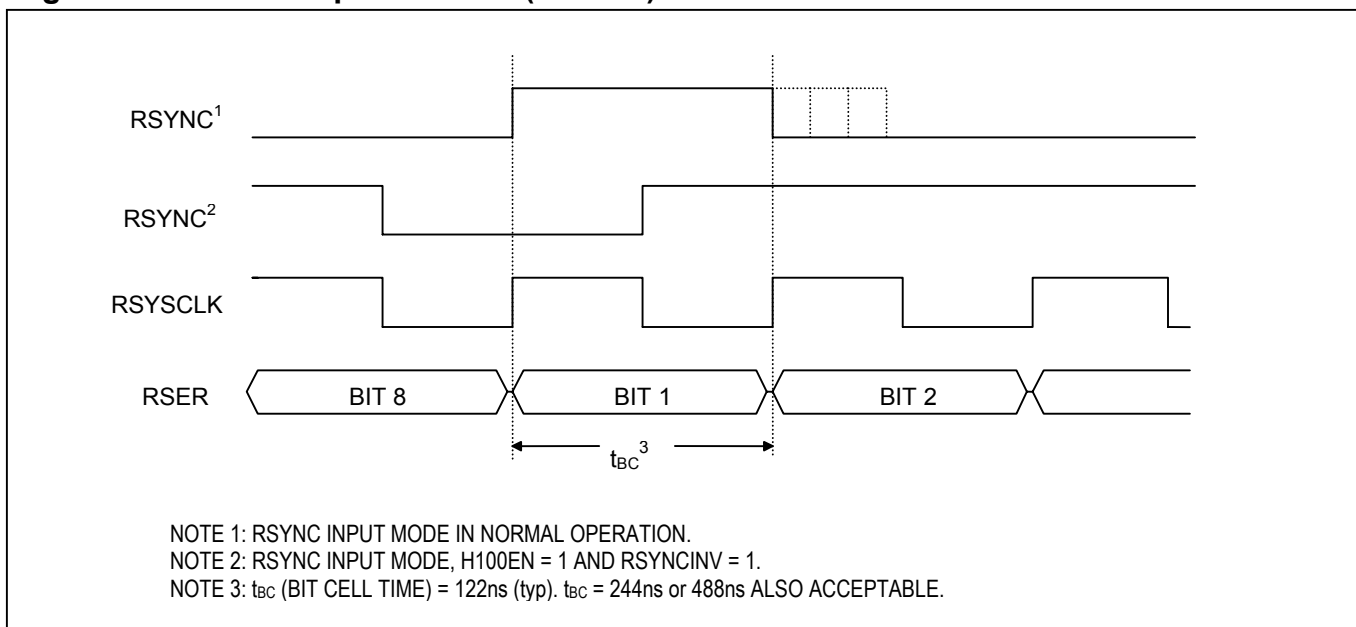 RSYNC1
RSYNC2
RSYSCLK
RSER
BIT 8
BIT 1
BIT 2
tBC3
NOTE 1: RSYNC INPUT MODE IN NORMAL OPERATION.
NOTE 2: RSYNC INPUT MODE, H100EN = 1 AND RSYNCINV = 1.
NOTE 3: tBC (BIT CELL TIME) = 122ns (typ). tBC = 244ns or 488ns ALSO ACCEPTABLE.